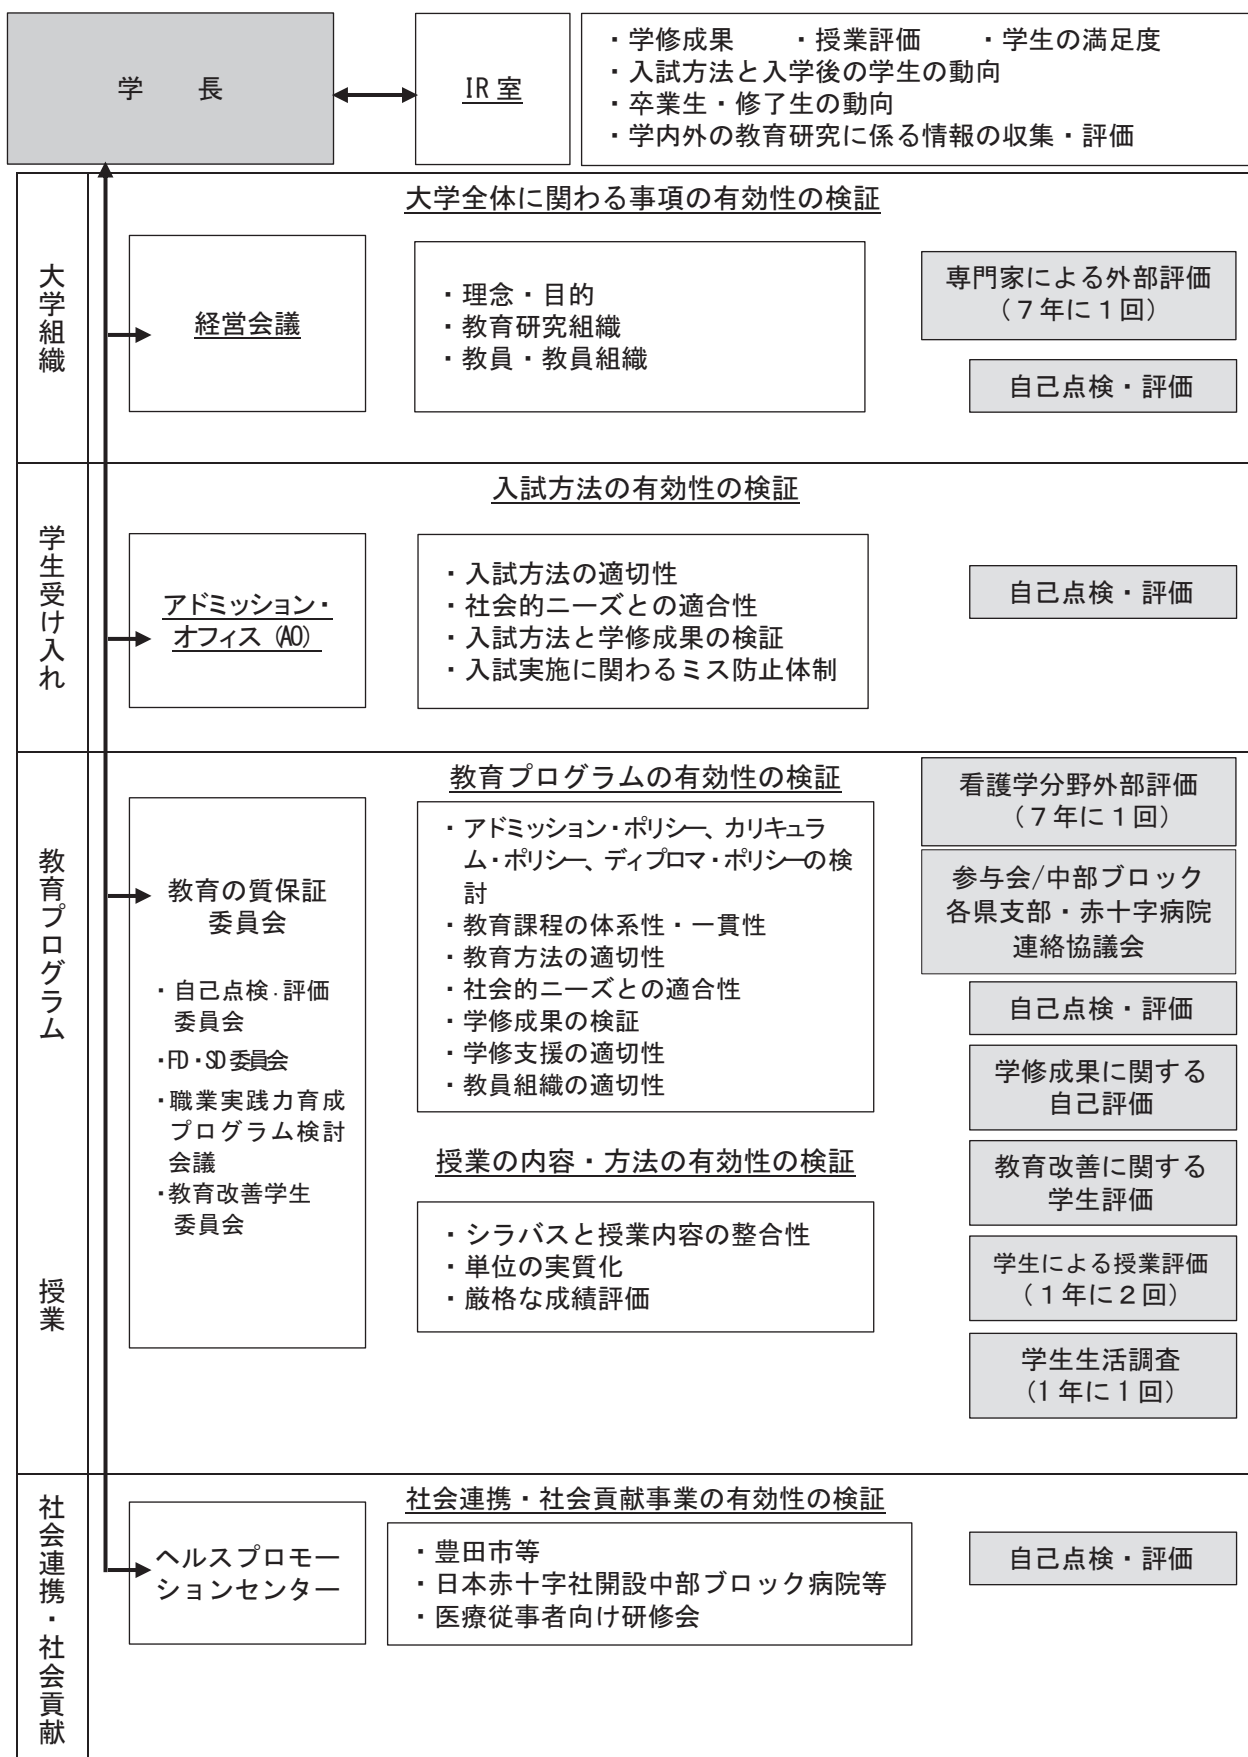 学　　長
IR 室
・学修成果　　・授業評価　　・学生の満足度
・入試方法と入学後の学生の動向
・卒業生・修了生の動向
・学内外の教育研究に係る情報の収集・評価
大学組織
大学全体に関わる事項の有効性の検証
経営会議
・理念・目的
・教育研究組織
・教員・教員組織
専門家による外部評価
（７年に１回）
自己点検・評価
学生受け入れ
入試方法の有効性の検証
アドミッション・
オフィス (AO)
・入試方法の適切性
・社会的ニーズとの適合性
・入試方法と学修成果の検証
・入試実施に関わるミス防止体制
自己点検・評価
教育プログラム
授業
教育プログラムの有効性の検証
教育の質保証
委員会
・自己点検・評価
委員会
・FD・SD委員会
・職業実践力育成
プログラム検討
会議
・教育改善学生
委員会
・アドミッション・ポリシー、カリキュラ
ム・ポリシー、ディプロマ・ポリシーの検
討
・教育課程の体系性・一貫性
・教育方法の適切性
・社会的ニーズとの適合性
・学修成果の検証
・学修支援の適切性
・教員組織の適切性
授業の内容・方法の有効性の検証
・シラバスと授業内容の整合性
・単位の実質化
・厳格な成績評価
看護学分野外部評価
（７年に１回）
参与会/中部ブロック
各県支部・赤十字病院
連絡協議会
自己点検・評価
学修成果に関する
自己評価
教育改善に関する
学生評価
学生による授業評価
（１年に２回）
学生生活調査
(1 年に 1 回)
社会連携・社会貢献
社会連携・社会貢献事業の有効性の検証
ヘルスプロモー
ションセンター
・豊田市等
・日本赤十字社開設中部ブロック病院等
・医療従事者向け研修会
自己点検・評価